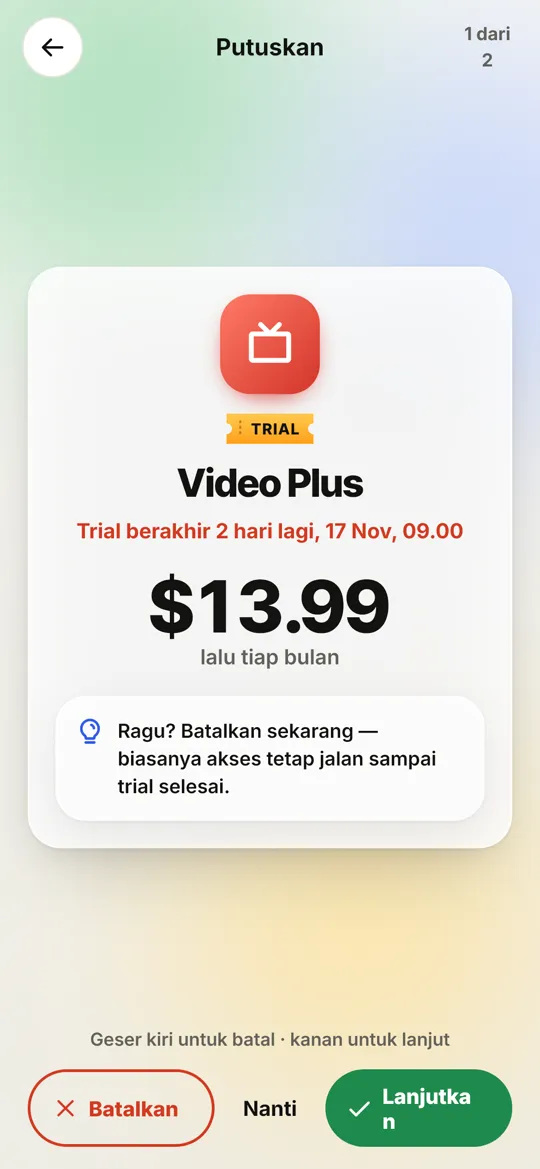 Putuskan
1 dari
2
TRIAL
Video Plus
Trial berakhir 2 hari lagi, 17 Nov, 09.00
$13.99
lalu tiap bulan
Ragu? Batalkan sekarang —
biasanya akses tetap jalan sampai
trial selesai.
Geser kiri untuk batal · kanan untuk lanjut
Batalkan
Nanti
Lanjutka
n